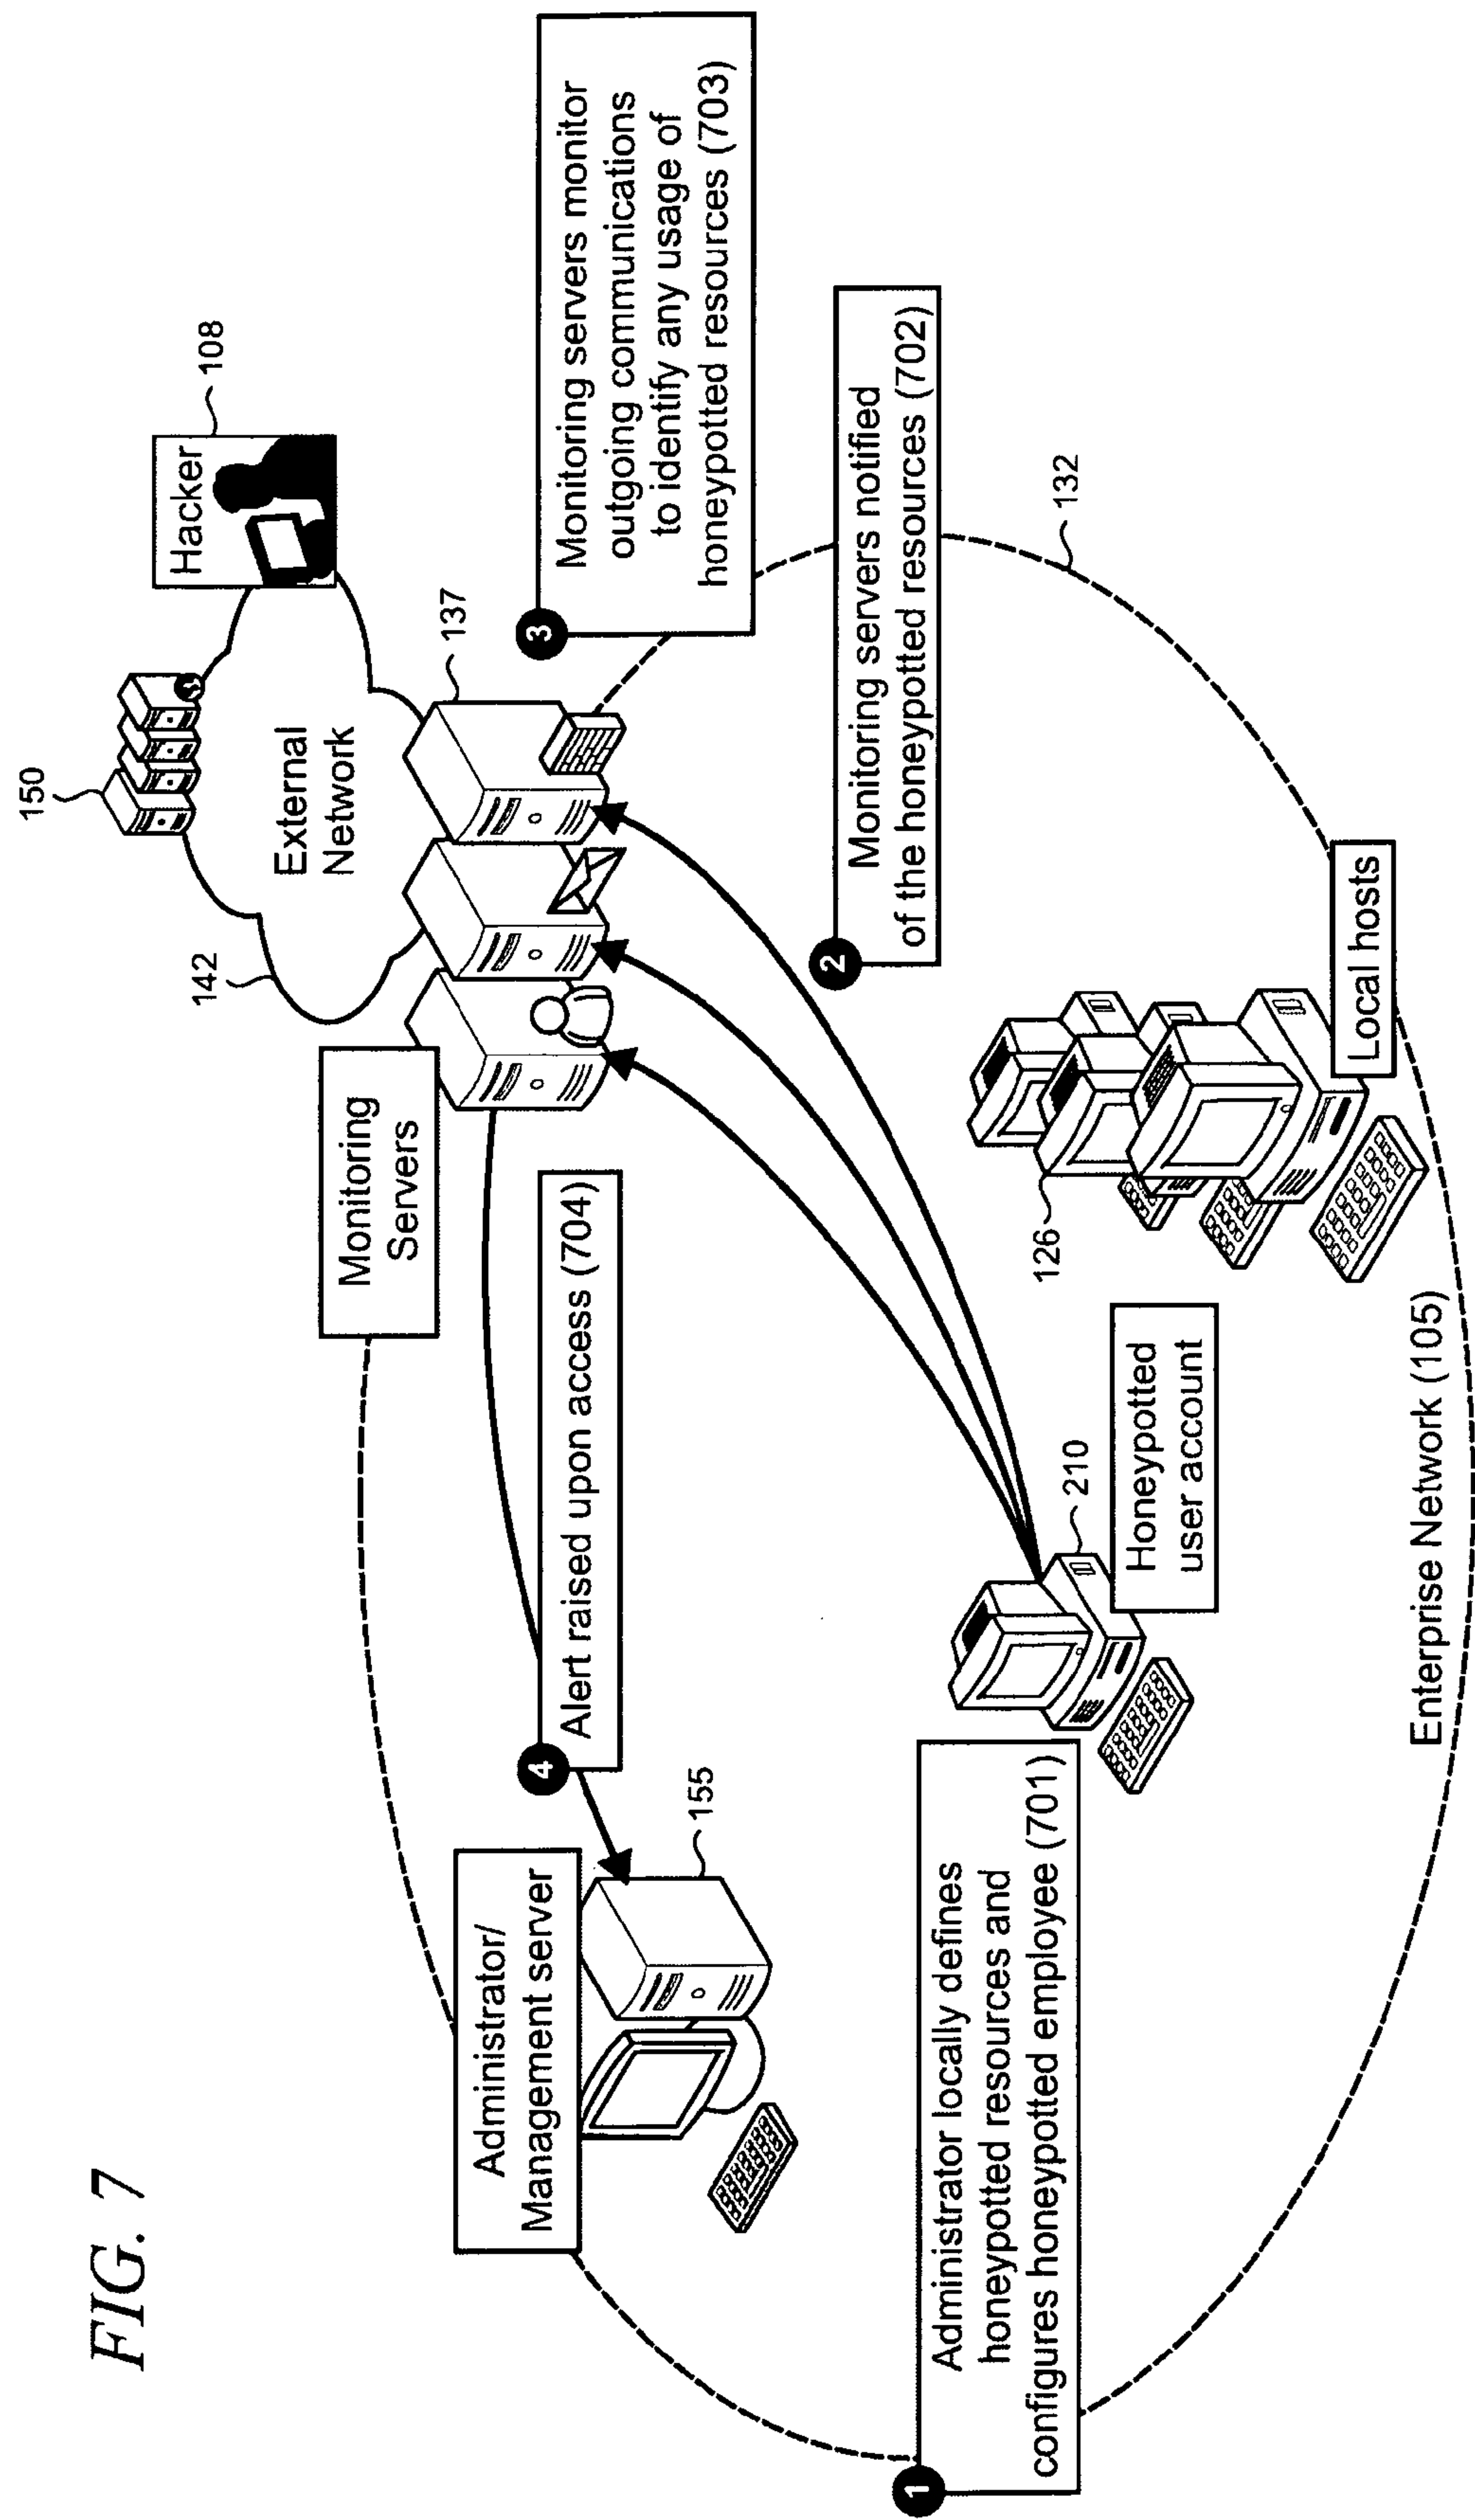 FIG. 7
150
Hacker
108
External
Network
142
137
Monitoring
Servers
3
Monitoring servers monitor
outgoing communications
to identify any usage of
honeypotted resources (703)
4
Alert raised upon access (704)
Administrator/
Management server
155
2
Monitoring servers notified
of the honeypotted resources (702)
132
1
Administrator locally defines
honeypotted resources and
configures honeypotted employee (701)
210
Honeypotted
user account
126
Local hosts
Enterprise Network (105)